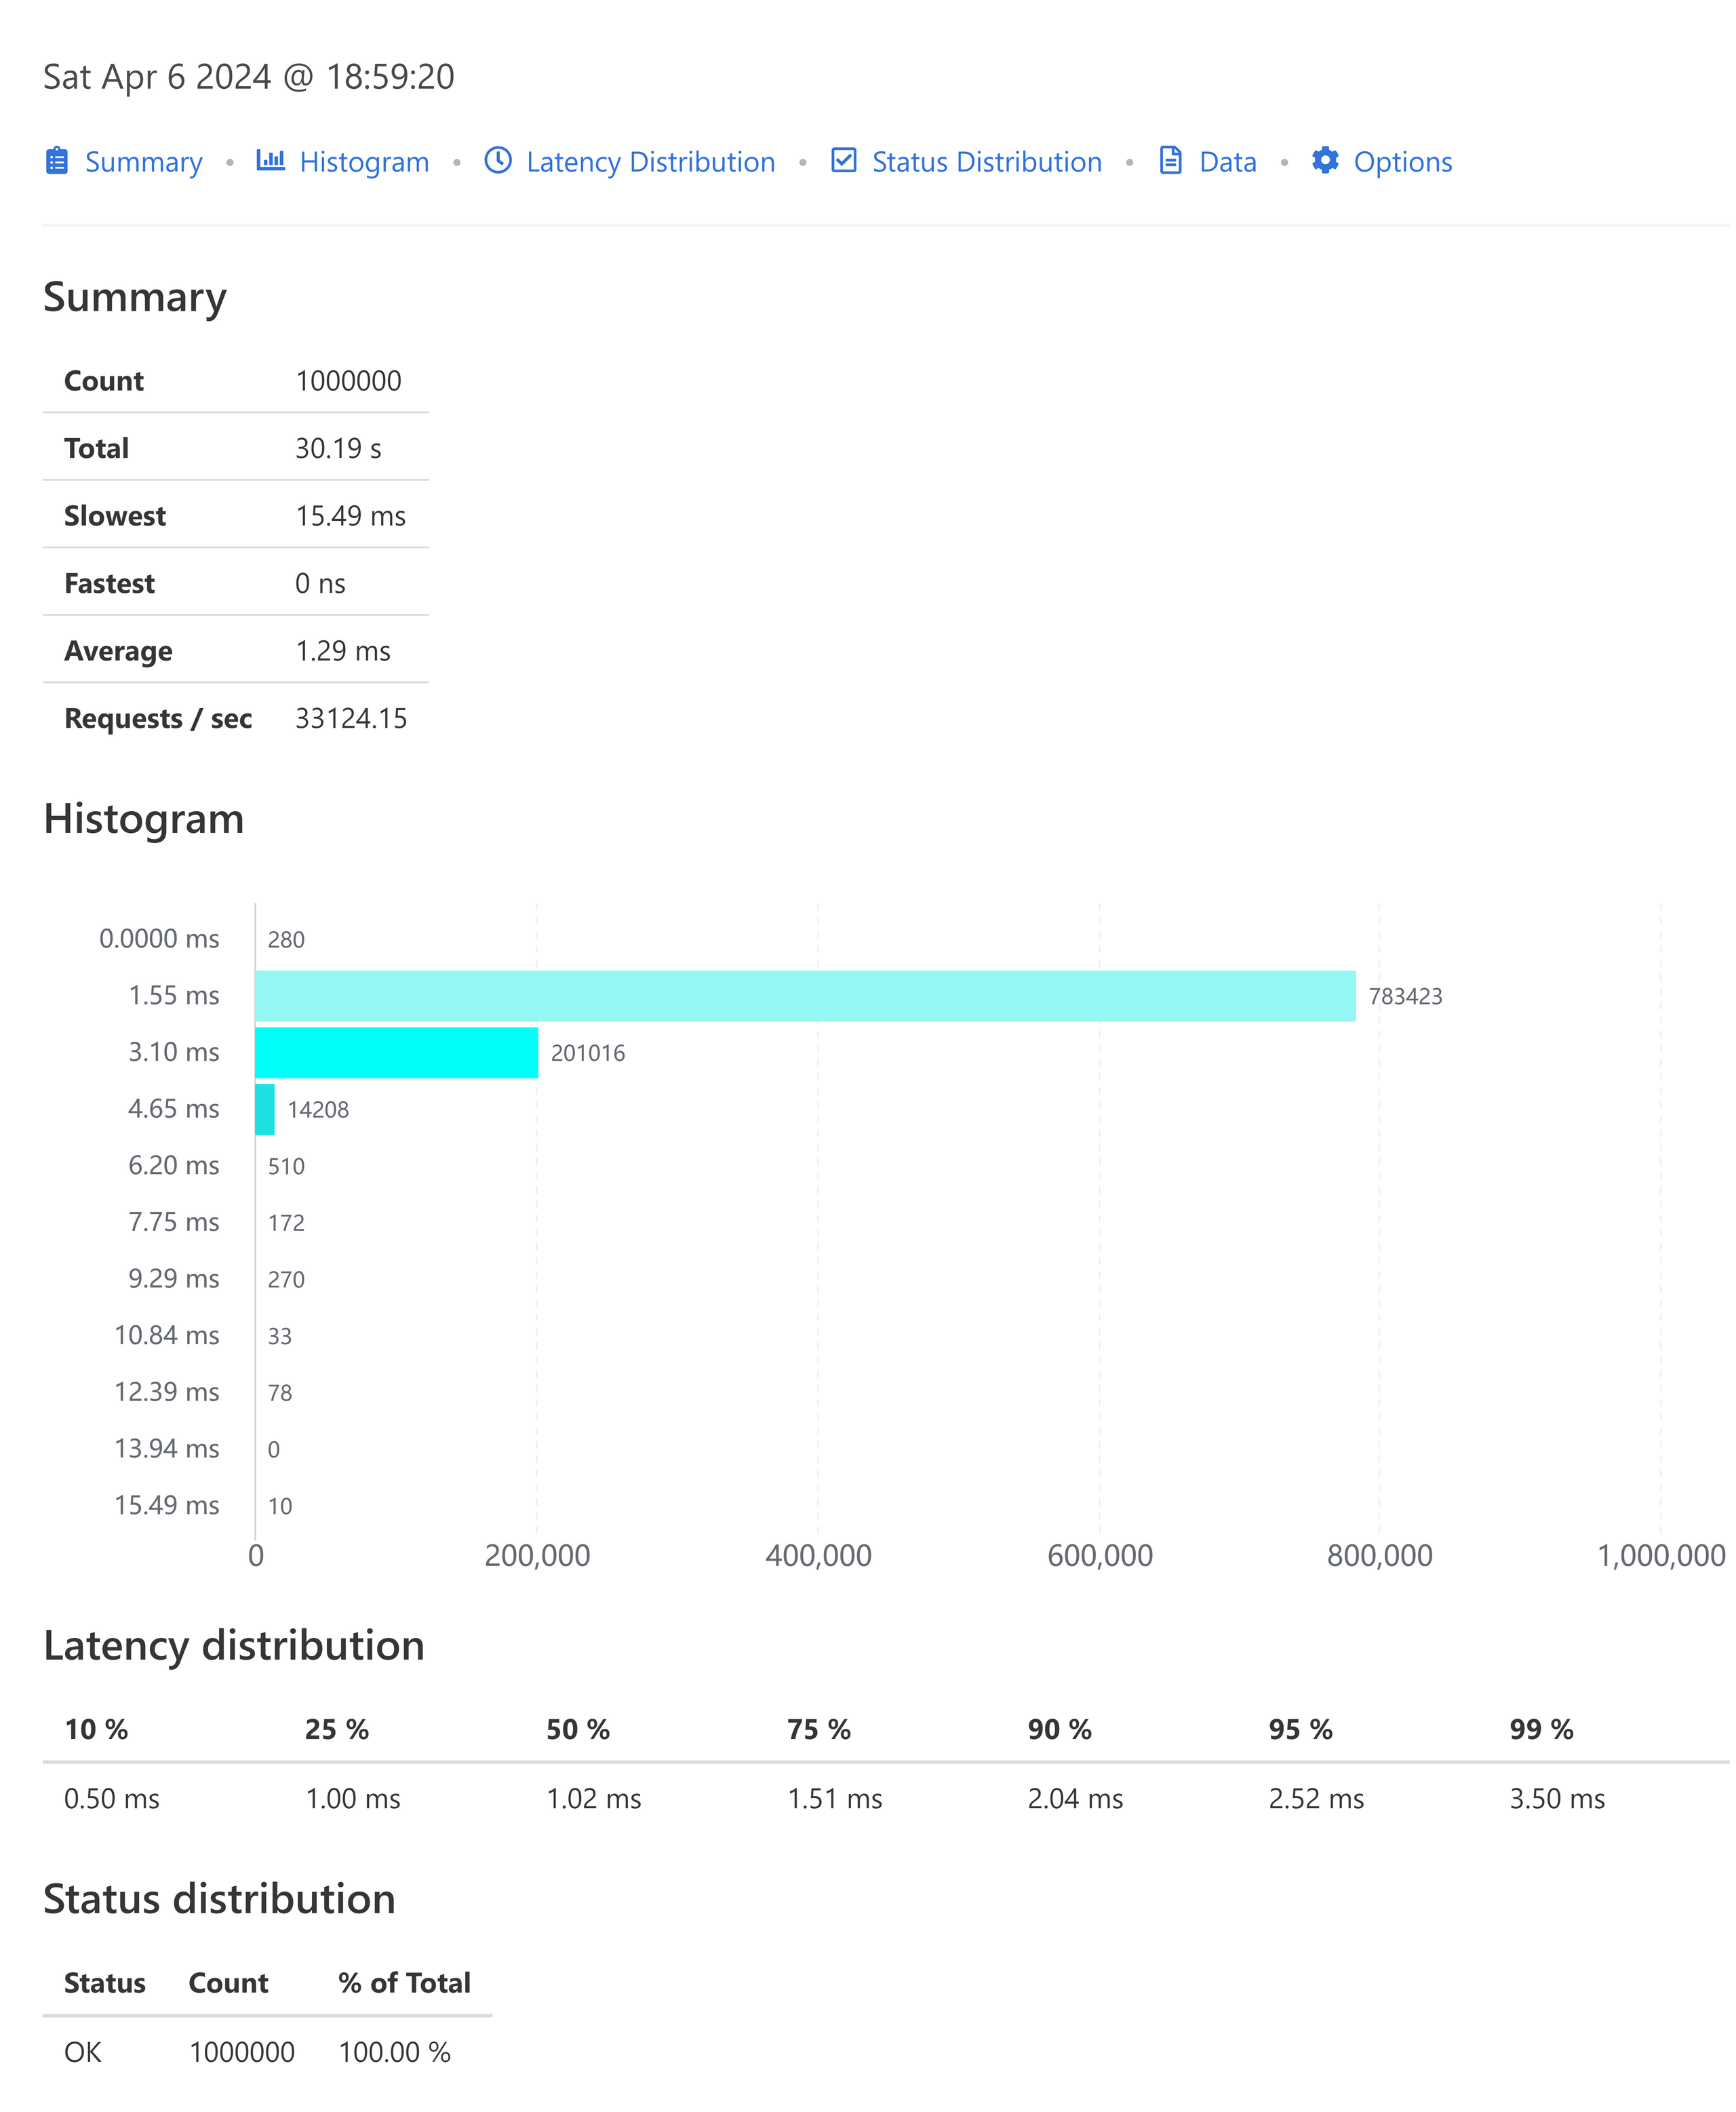 Sat Apr 6 2024 @ 18:59:20
Summary • Histogram • Latency Distribution • Status Distribution • Data • Options
Summary
Count 1000000
Total 30.19 s
Slowest 15.49 ms
Fastest 0 ns
Average 1.29 ms
Requests / sec 33124.15
Histogram
0.0000 ms 280
1.55 ms 783423
3.10 ms 201016
4.65 ms 14208
6.20 ms 510
7.75 ms 172
9.29 ms 270
10.84 ms 33
12.39 ms 78
13.94 ms 0
15.49 ms 10
0 200,000 400,000 600,000 800,000 1,000,000
Latency distribution
10 % 25 % 50 % 75 % 90 % 95 % 99 %
0.50 ms 1.00 ms 1.02 ms 1.51 ms 2.04 ms 2.52 ms 3.50 ms
Status distribution
Status Count % of Total
OK 1000000 100.00 %